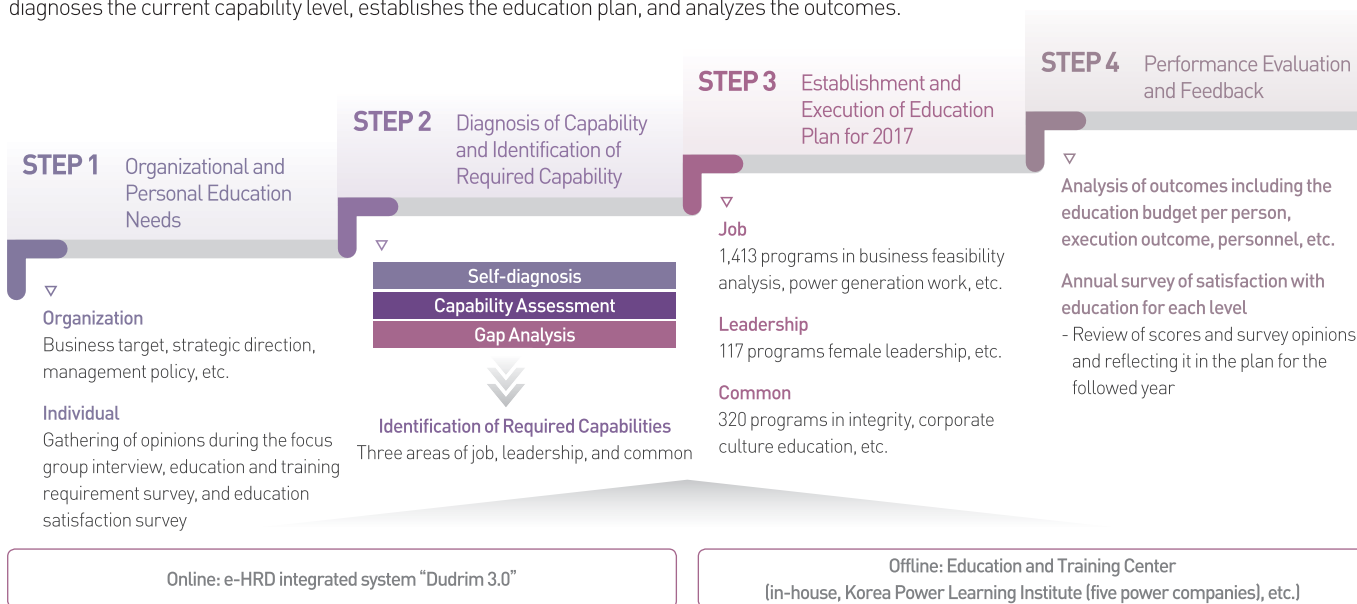 diagnoses the current capability level, establishes the education plan, and analyzes the outcomes.
STEP 1
Organizational and
Personal Education
Needs
Organization
Business target, strategic direction,
management policy, etc.
Individual
Gathering of opinions during the focus
group interview, education and training
requirement survey, and education
satisfaction survey
STEP 2
Diagnosis of Capability
and Identification of
Required Capability
Self-diagnosis
Capability Assessment
Gap Analysis
Identification of Required Capabilities
Three areas of job, leadership, and common
STEP 3
Establishment and
Execution of Education
Plan for 2017
Job
1,413 programs in business feasibility
analysis, power generation work, etc.
Leadership
117 programs female leadership, etc.
Common
320 programs in integrity, corporate
culture education, etc.
STEP 4
Performance Evaluation
and Feedback
Analysis of outcomes including the
education budget per person,
execution outcome, personnel, etc.
Annual survey of satisfaction with
education for each level
- Review of scores and survey opinions
and reflecting it in the plan for the
followed year
Online: e-HRD integrated system “Dudrim 3.0”
Offline: Education and Training Center
(in-house, Korea Power Learning Institute (five power companies), etc.)